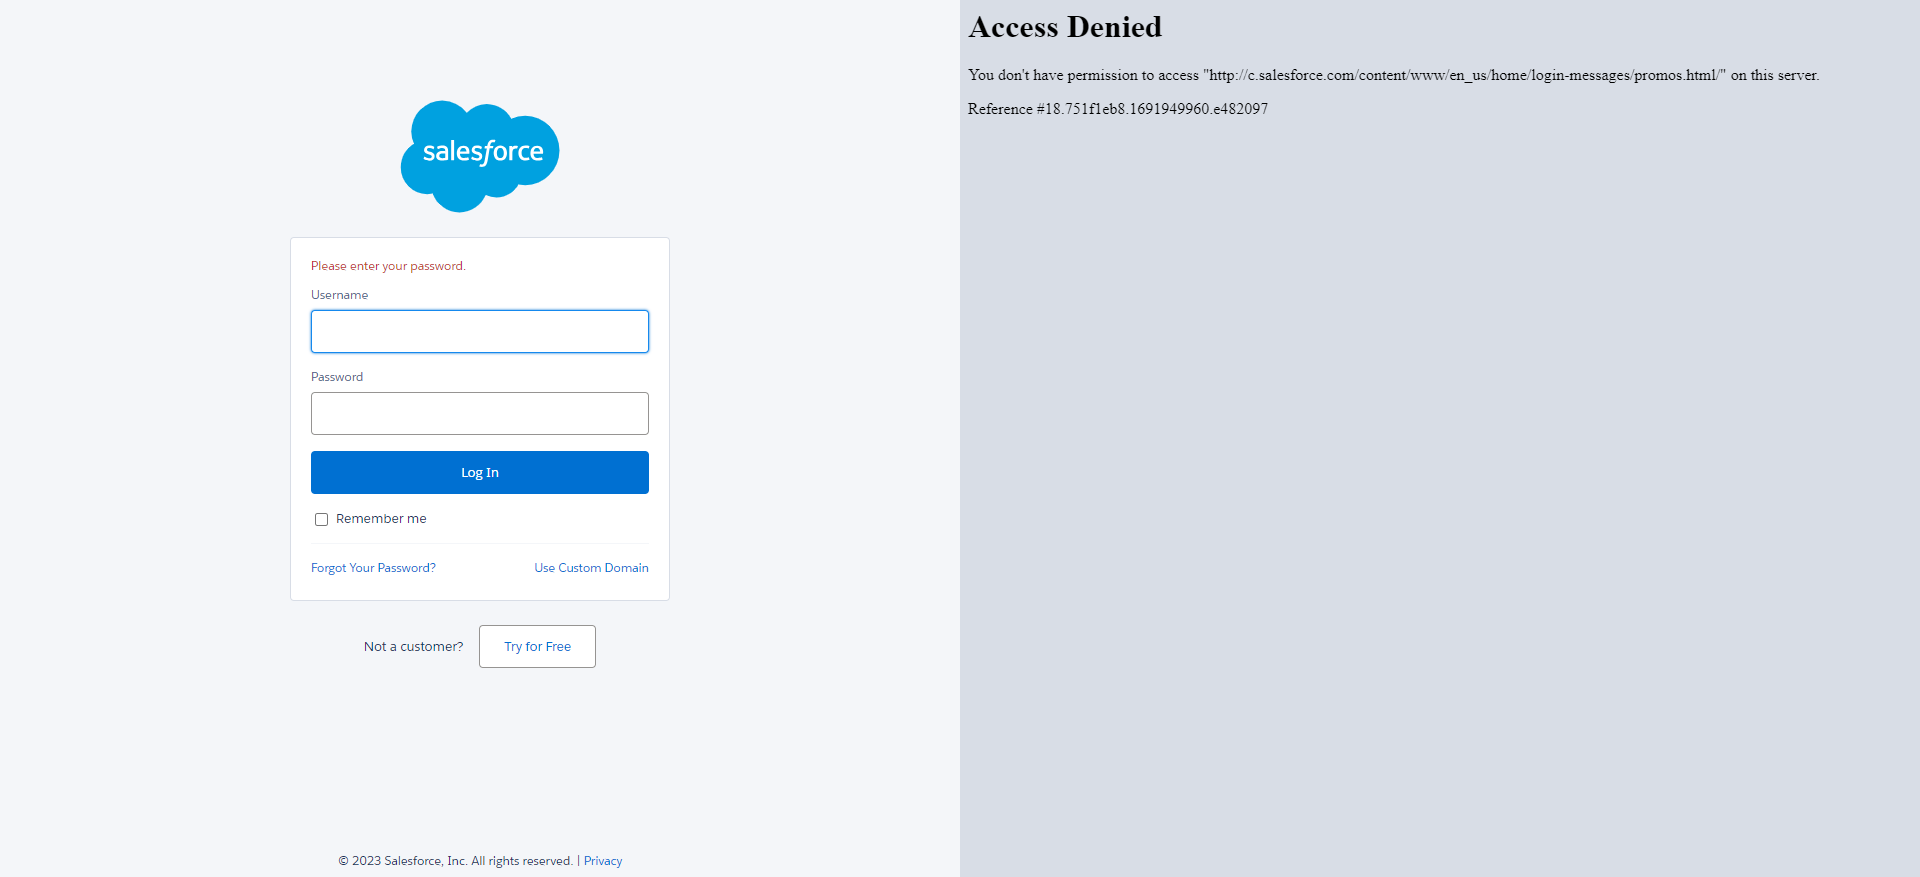 salesforce
Please enter your password.
Username
Password
Log In
Remember me
Forgot Your Password?
Use Custom Domain
Not a customer?
Try for Free
© 2023 Salesforce, Inc. All rights reserved. | Privacy
Access Denied
You don't have permission to access "http://c.salesforce.com/content/www/en_us/home/login-messages/promos.html/" on this server.
Reference #18.751f1eb8.1691949960.e482097